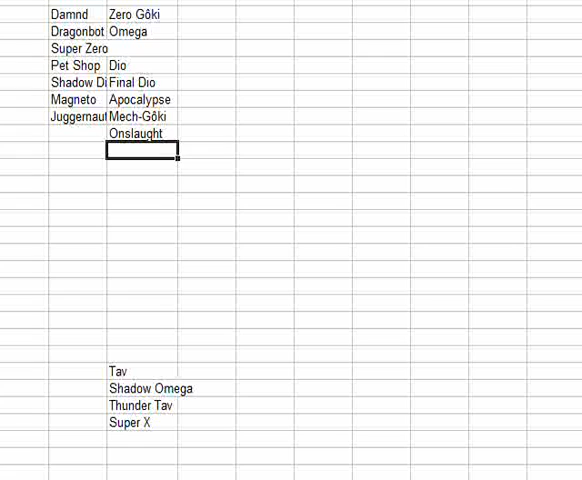 Damnd Zero Gôki
Dragonbot Omega
Super Zero
Pet Shop Dio
Shadow Di Final Dio
Magneto Apocalypse
Juggernaut Mech-Gôki
Onslaught
Tav
Shadow Omega
Thunder Tav
Super X